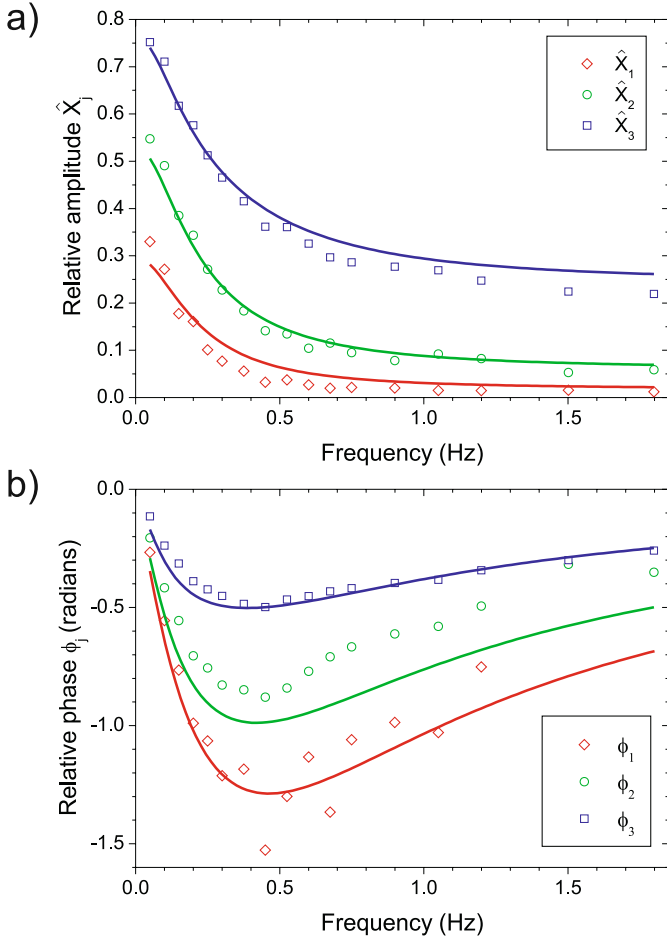 a)
Relative amplitude X̂j
0.8
0.7
0.6
0.5
0.4
0.3
0.2
0.1
0.0
X̂1
X̂2
X̂3
0.0 0.5 1.0 1.5
Frequency (Hz)
b)
Relative phase ϕj (radians)
0.0
-0.5
-1.0
-1.5
ϕ1
ϕ2
ϕ3
0.0 0.5 1.0 1.5
Frequency (Hz)